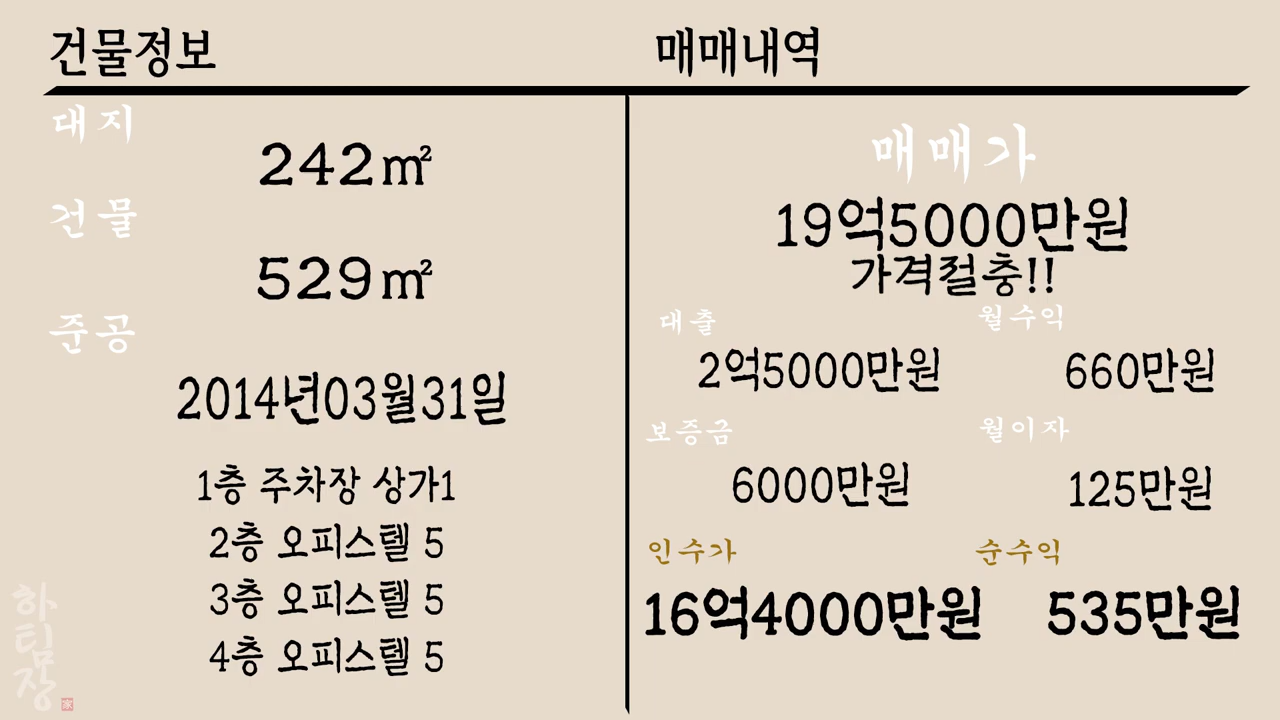 건물정보
대지
242㎡
건물
529㎡
준공
2014년03월31일
1층 주차장 상가1
2층 오피스텔 5
3층 오피스텔 5
4층 오피스텔 5
매매내역
매매가
19억5000만원
가격절충!!
대출
2억5000만원
월수익
660만원
보증금
6000만원
월이자
125만원
인수가
16억4000만원
순수익
535만원
하팀장